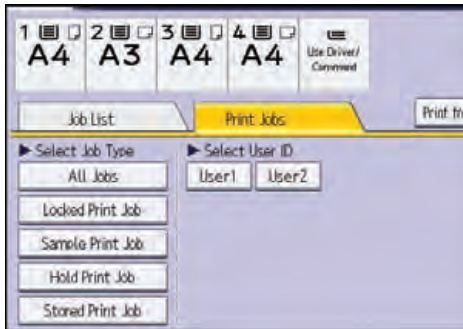 1 2 3 4
A4 A3 A4 A4 Use Driver/
Command
Job List Print Jobs Print fro
Select Job Type Select User ID
All Jobs User1 User2
Locked Print Job
Sample Print Job
Hold Print Job
Stored Print Job